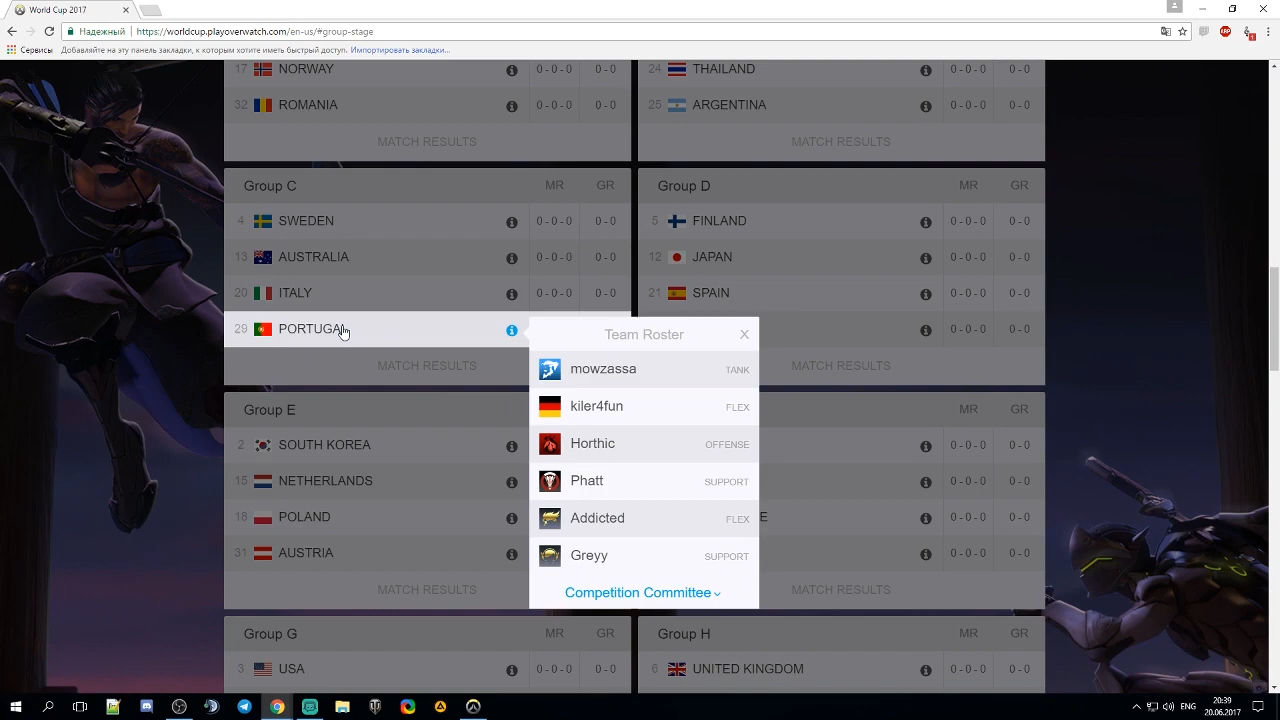 World Cup 2017
Надежный https://worldcup.playoverwatch.com/en-us/#group-stage
Сервисы Добавляйте на эту панель закладки, к которым хотите иметь быстрый доступ. Импортировать закладки...
17 NORWAY 0 - 0 - 0 0 - 0
32 ROMANIA 0 - 0 - 0 0 - 0
MATCH RESULTS
24 THAILAND 0 - 0 - 0 0 - 0
25 ARGENTINA 0 - 0 - 0 0 - 0
MATCH RESULTS
Group C MR GR
4 SWEDEN 0 - 0 - 0 0 - 0
13 AUSTRALIA 0 - 0 - 0 0 - 0
20 ITALY 0 - 0 - 0 0 - 0
29 PORTUGAL
MATCH RESULTS
Group D MR GR
5 FINLAND 0 - 0 - 0 0 - 0
12 JAPAN 0 - 0 - 0 0 - 0
21 SPAIN 0 - 0 - 0 0 - 0
0 - 0 - 0 0 - 0
MATCH RESULTS
Team Roster X
mowzassa TANK
kiler4fun FLEX
Horthic OFFENSE
Phatt SUPPORT
Addicted FLEX
Greyy SUPPORT
Competition Committee
Group E
2 SOUTH KOREA
15 NETHERLANDS
18 POLAND
31 AUSTRIA
MATCH RESULTS
MR GR
0 - 0 - 0 0 - 0
0 - 0 - 0 0 - 0
E 0 - 0 - 0 0 - 0
0 - 0 - 0 0 - 0
MATCH RESULTS
Group G MR GR
3 USA 0 - 0 - 0 0 - 0
Group H MR GR
6 UNITED KINGDOM 0 - 0 - 0 0 - 0
ENG
20:39
20.06.2017